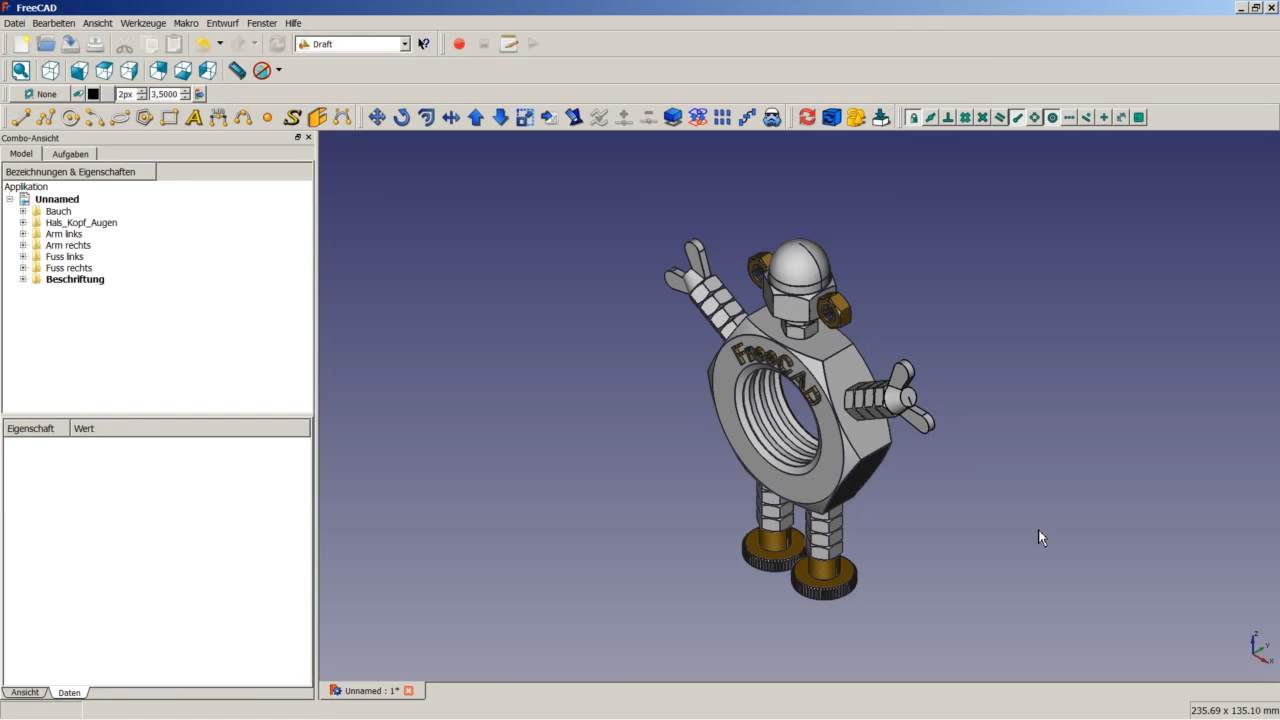 FreeCAD
Datei Bearbeiten Ansicht Werkzeuge Makro Entwurf Fenster Hilfe
Draft
None 2px 3,5000
Combo-Ansicht
Model Aufgaben
Bezeichnungen & Eigenschaften
Applikation
Unnamed
Bauch
Hals_Kopf_Augen
Arm links
Arm rechts
Fuss links
Fuss rechts
Beschriftung
FreeCAD
Eigenschaft Wert
Z
Y
X
Ansicht Daten
Unnamed : 1*
235.69 x 135.10 mm